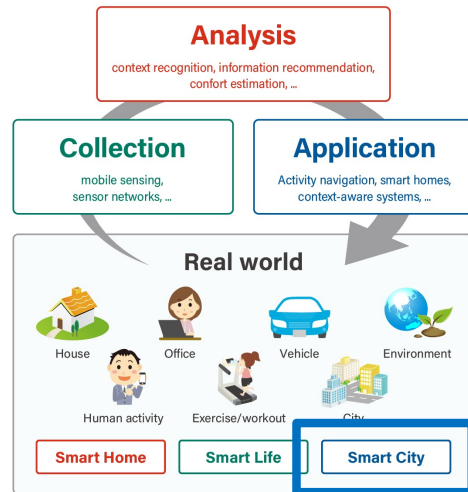 Analysis
context recognition, information recommendation,
confort estimation, ...
Collection
mobile sensing,
sensor networks, ...
Application
Activity navigation, smart homes,
context-aware systems, ...
Real world
House
Office
Vehicle
Environment
Human activity
Exercise/workout
City
Smart Home
Smart Life
Smart City